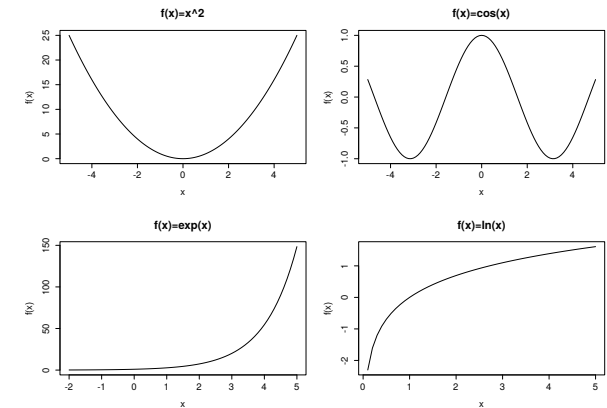 f(x)=x^2
f(x)
25
20
15
10
5
0
-4 -2 0 2 4
x
f(x)=cos(x)
f(x)
1.0
0.5
0.0
-0.5
-1.0
-4 -2 0 2 4
x
f(x)=exp(x)
f(x)
150
100
50
0
-2 -1 0 1 2 3 4 5
x
f(x)=ln(x)
f(x)
1
0
-1
-2
0 1 2 3 4 5
x